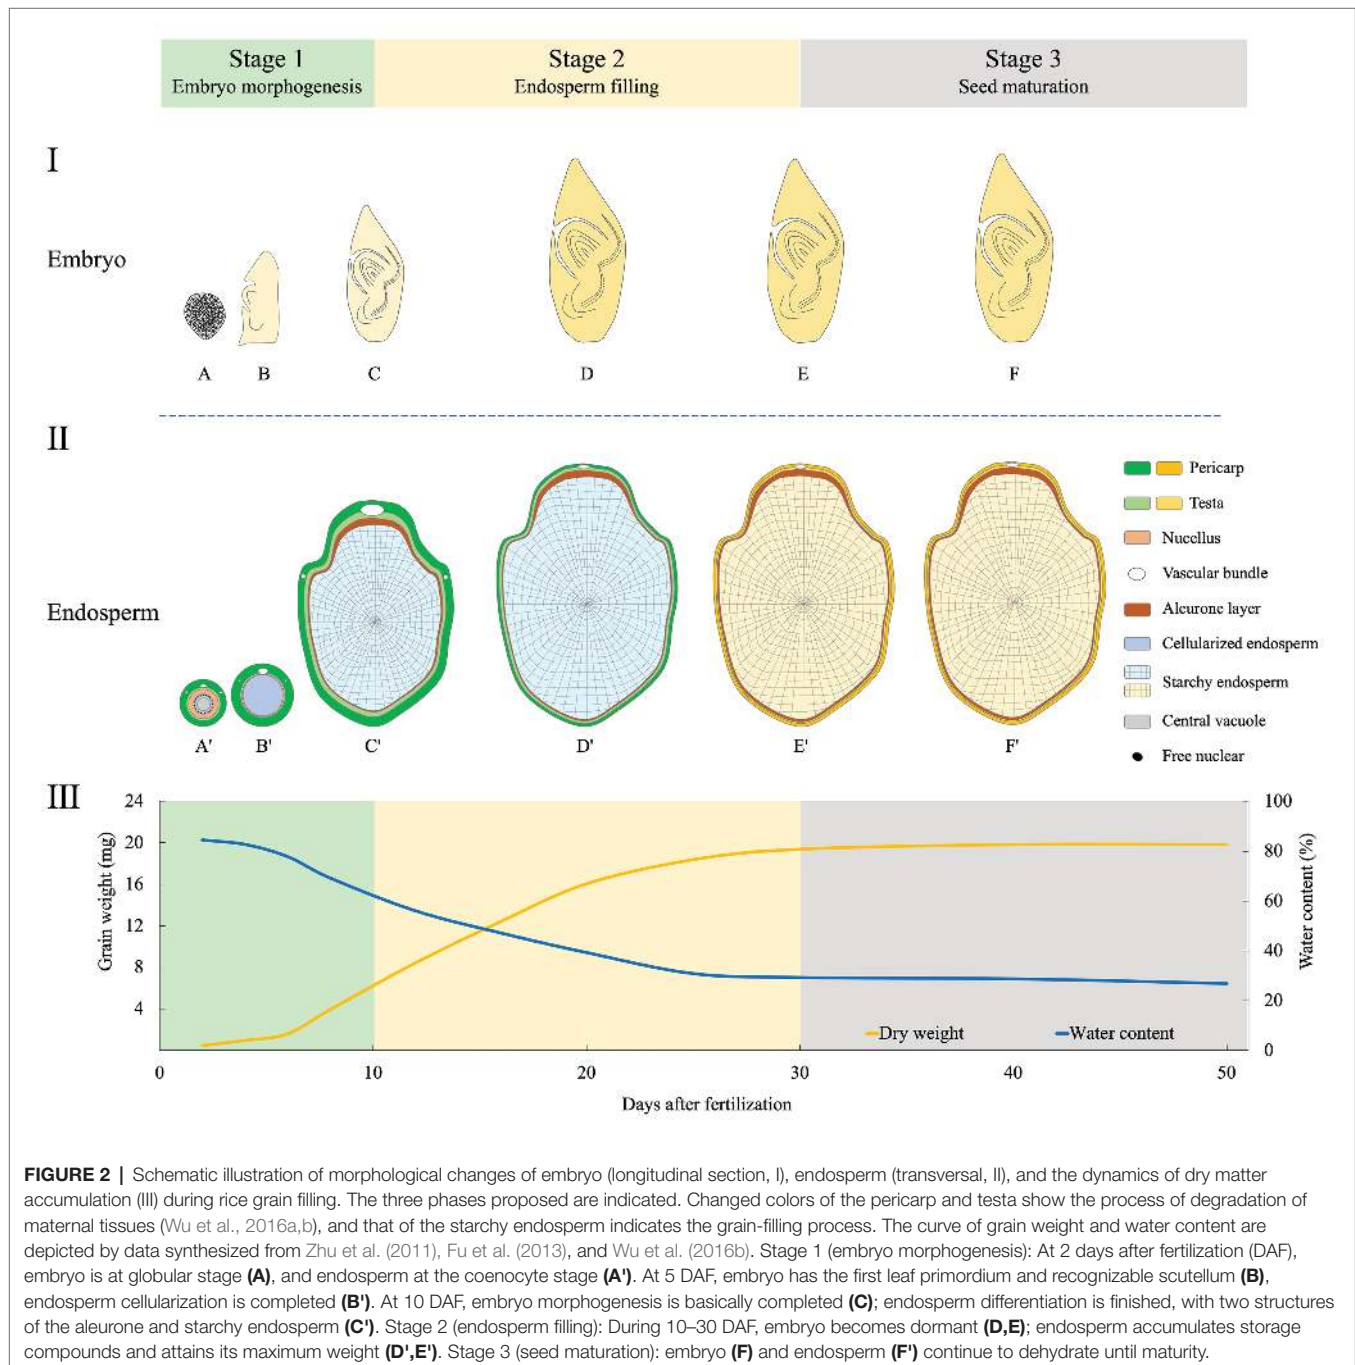 Stage 1
Embryo morphogenesis
Stage 2
Endosperm filling
Stage 3
Seed maturation
I
Embryo
A
B
C
D
E
F
II
Endosperm
A'
B'
C'
D'
E'
F'
Pericarp
Testa
Nucellus
Vascular bundle
Aleurone layer
Cellularized endosperm
Starchy endosperm
Central vacuole
Free nuclear
III
Grain weight (mg)
24
20
16
12
8
4
Water content (%)
100
80
60
40
20
0
Dry weight
Water content
0
10
20
30
40
50
Days after fertilization
FIGURE 2 | Schematic illustration of morphological changes of embryo (longitudinal section, I), endosperm (transversal, II), and the dynamics of dry matter
accumulation (III) during rice grain filling. The three phases proposed are indicated. Changed colors of the pericarp and testa show the process of degradation of
maternal tissues (Wu et al., 2016a,b), and that of the starchy endosperm indicates the grain-filling process. The curve of grain weight and water content are
depicted by data synthesized from Zhu et al. (2011), Fu et al. (2013), and Wu et al. (2016b). Stage 1 (embryo morphogenesis): At 2 days after fertilization (DAF),
embryo is at globular stage (A), and endosperm at the coenocyte stage (A'). At 5 DAF, embryo has the first leaf primordium and recognizable scutellum (B),
endosperm cellularization is completed (B'). At 10 DAF, embryo morphogenesis is basically completed (C); endosperm differentiation is finished, with two structures
of the aleurone and starchy endosperm (C'). Stage 2 (endosperm filling): During 10–30 DAF, embryo becomes dormant (D,E); endosperm accumulates storage
compounds and attains its maximum weight (D',E'). Stage 3 (seed maturation): embryo (F) and endosperm (F') continue to dehydrate until maturity.